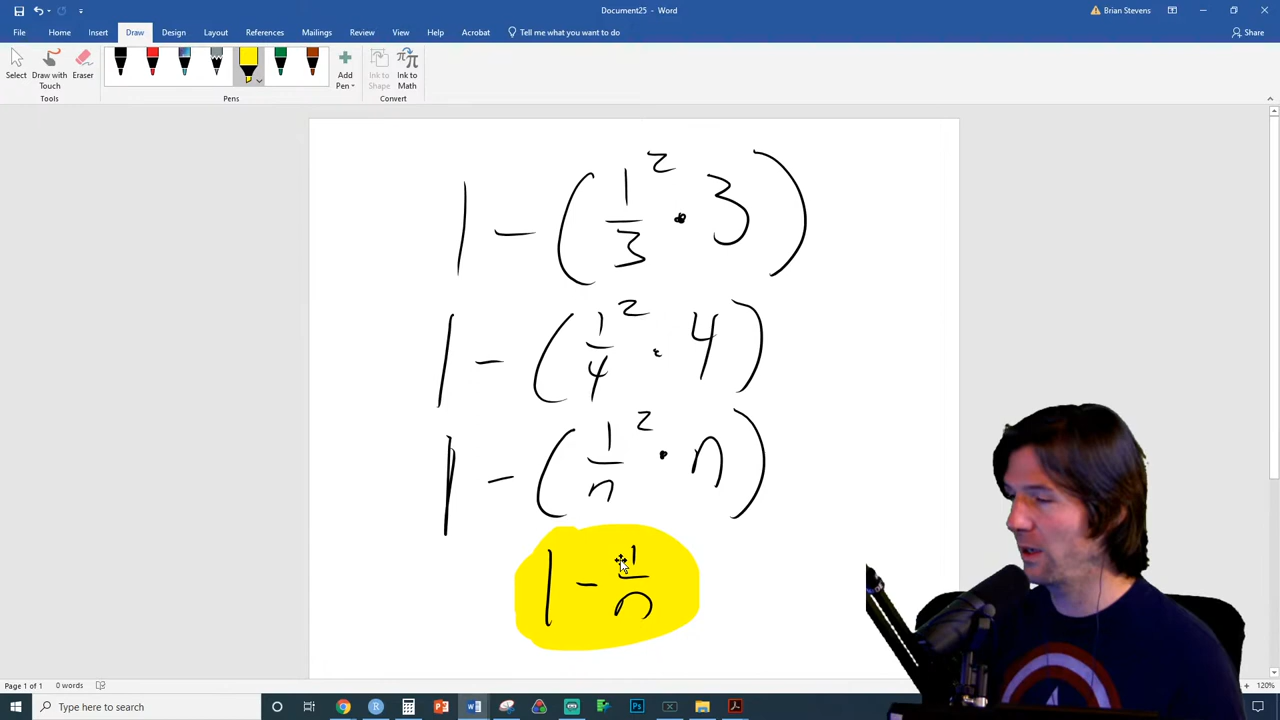 Document25 - Word
Brian Stevens
File Home Insert Draw Design Layout References Mailings Review View Help Acrobat Tell me what you want to do Share
Select Draw with Touch Eraser Add Pen Ink to Shape Ink to Math
Tools Pens Convert
1 - (1/3² · 3)
1 - (1/4² · 4)
1 - (1/n² · n)
1 - 1/n
Page 1 of 1 0 words 120%
Type here to search